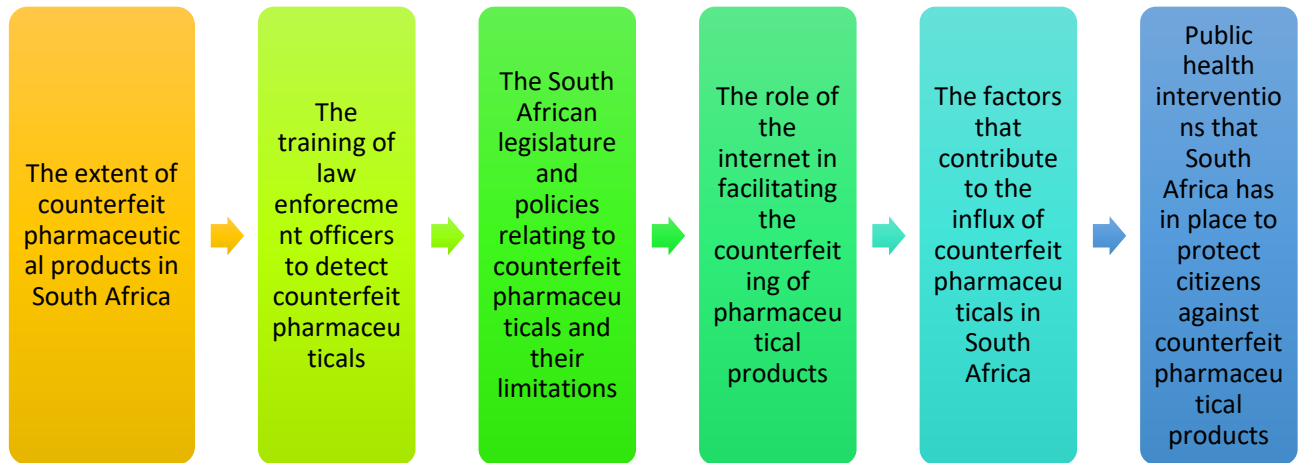 The extent of
counterfeit
pharmaceutic
al products in
South Africa
The
training of
law
enforecme
nt officers
to detect
counterfeit
pharmaceu
ticals
The South
African
legislature
and
policies
relating to
counterfeit
pharmaceu
ticals and
their
limitations
The role of
the
internet in
facilitating
the
counterfeit
ing of
pharmaceu
tical
products
The factors
that
contribute
to the
influx of
counterfeit
pharmaceu
ticals in
South
Africa
Public
health
interventio
ns that
South
Africa has
in place to
protect
citizens
against
counterfeit
pharmaceu
tical
products